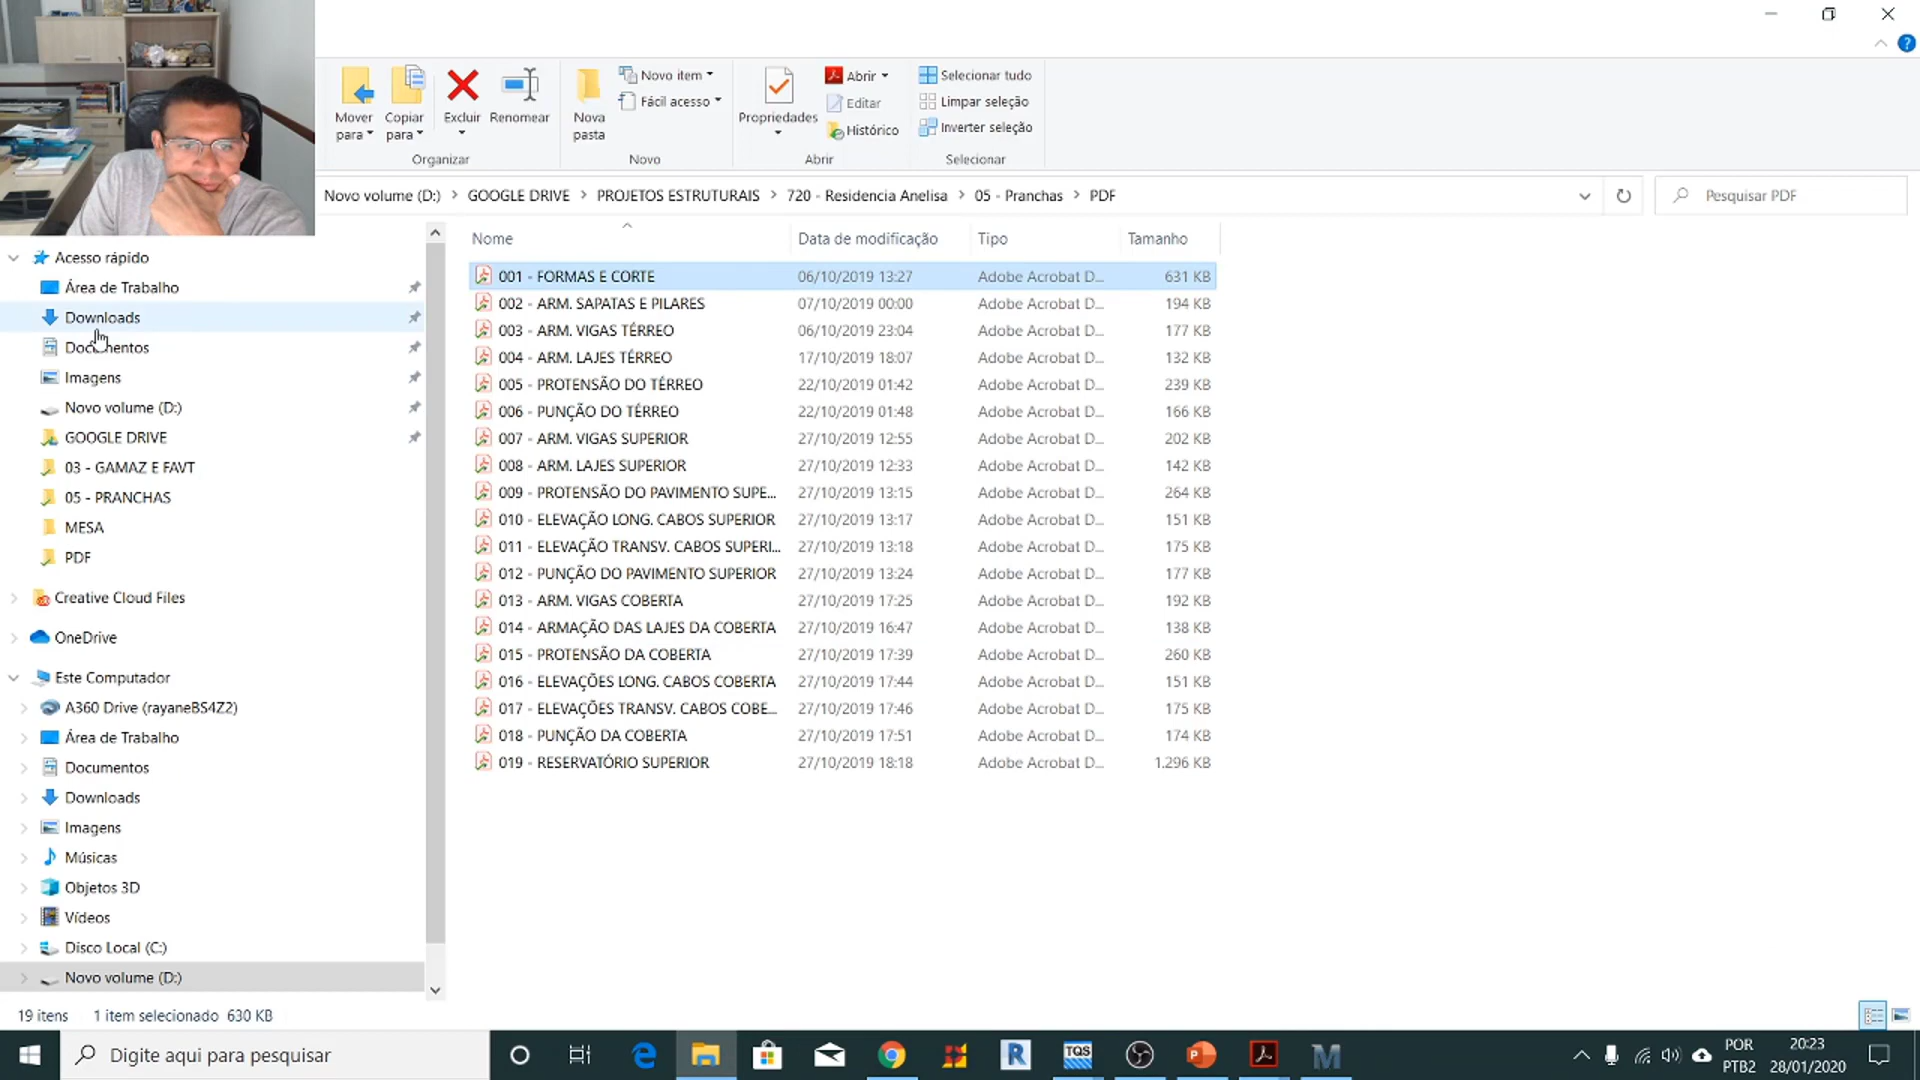 Mover para
Copiar para
Excluir
Renomear
Organizar
Nova pasta
Novo item
Fácil acesso
Novo
Propriedades
Abrir
Editar
Histórico
Abrir
Selecionar tudo
Limpar seleção
Inverter seleção
Selecionar
Novo volume (D:) > GOOGLE DRIVE > PROJETOS ESTRUTURAIS > 720 - Residencia Anelisa > 05 - Pranchas > PDF
Pesquisar PDF
Acesso rápido
Área de Trabalho
Downloads
Documentos
Imagens
Novo volume (D:)
GOOGLE DRIVE
03 - GAMAZ E FAVT
05 - PRANCHAS
MESA
PDF
Creative Cloud Files
OneDrive
Este Computador
A360 Drive (rayaneBS4Z2)
Área de Trabalho
Documentos
Downloads
Imagens
Músicas
Objetos 3D
Vídeos
Disco Local (C:)
Novo volume (D:)
Nome Data de modificação Tipo Tamanho
001 - FORMAS E CORTE 06/10/2019 13:27 Adobe Acrobat D... 631 KB
002 - ARM. SAPATAS E PILARES 07/10/2019 00:00 Adobe Acrobat D... 194 KB
003 - ARM. VIGAS TÉRREO 06/10/2019 23:04 Adobe Acrobat D... 177 KB
004 - ARM. LAJES TÉRREO 17/10/2019 18:07 Adobe Acrobat D... 132 KB
005 - PROTENSÃO DO TÉRREO 22/10/2019 01:42 Adobe Acrobat D... 239 KB
006 - PUNÇÃO DO TÉRREO 22/10/2019 01:48 Adobe Acrobat D... 166 KB
007 - ARM. VIGAS SUPERIOR 27/10/2019 12:55 Adobe Acrobat D... 202 KB
008 - ARM. LAJES SUPERIOR 27/10/2019 12:33 Adobe Acrobat D... 142 KB
009 - PROTENSÃO DO PAVIMENTO SUPE... 27/10/2019 13:15 Adobe Acrobat D... 264 KB
010 - ELEVAÇÃO LONG. CABOS SUPERIOR 27/10/2019 13:17 Adobe Acrobat D... 151 KB
011 - ELEVAÇÃO TRANSV. CABOS SUPERI... 27/10/2019 13:18 Adobe Acrobat D... 175 KB
012 - PUNÇÃO DO PAVIMENTO SUPERIOR 27/10/2019 13:24 Adobe Acrobat D... 177 KB
013 - ARM. VIGAS COBERTA 27/10/2019 17:25 Adobe Acrobat D... 192 KB
014 - ARMAÇÃO DAS LAJES DA COBERTA 27/10/2019 16:47 Adobe Acrobat D... 138 KB
015 - PROTENSÃO DA COBERTA 27/10/2019 17:39 Adobe Acrobat D... 260 KB
016 - ELEVAÇÕES LONG. CABOS COBERTA 27/10/2019 17:44 Adobe Acrobat D... 151 KB
017 - ELEVAÇÕES TRANSV. CABOS COBE... 27/10/2019 17:46 Adobe Acrobat D... 175 KB
018 - PUNÇÃO DA COBERTA 27/10/2019 17:51 Adobe Acrobat D... 174 KB
019 - RESERVATÓRIO SUPERIOR 27/10/2019 18:18 Adobe Acrobat D... 1.296 KB
19 itens 1 item selecionado 630 KB
Digite aqui para pesquisar
TQS
POR
PTB2
20:23
28/01/2020